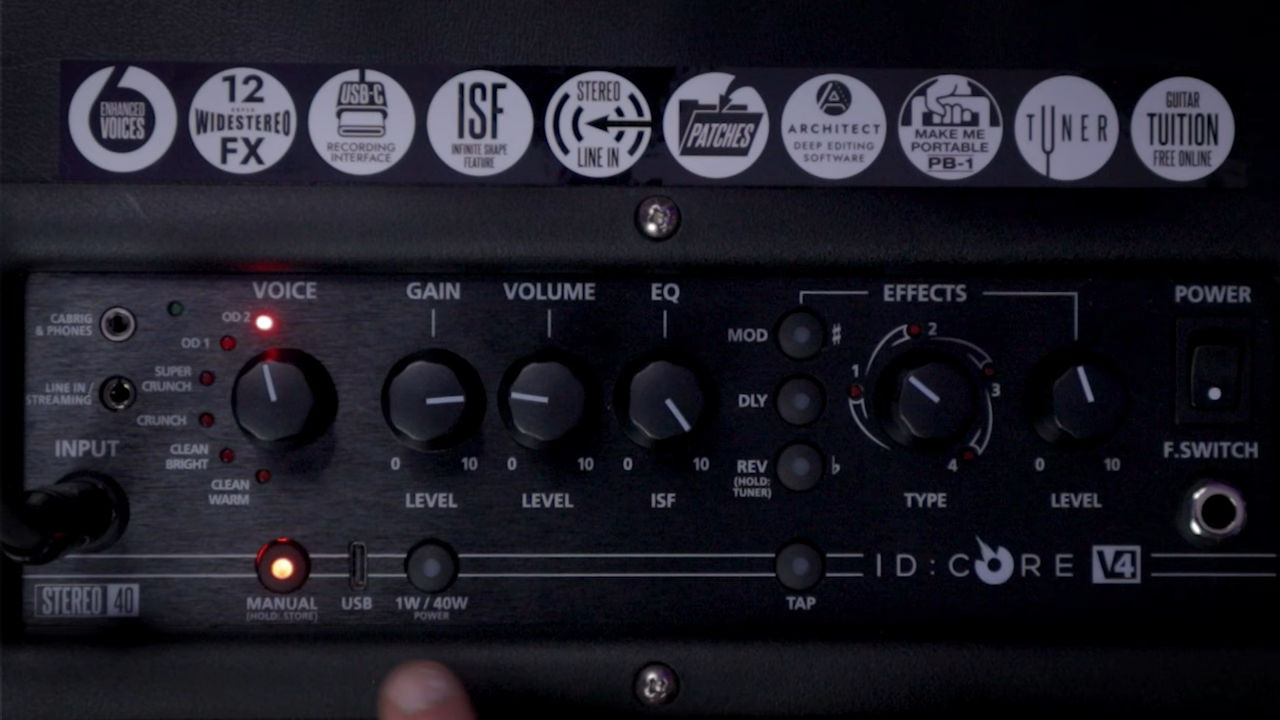 6 ENHANCED
VOICES
12
SUPER
WIDESTEREO
FX
USB-C
RECORDING
INTERFACE
ISF
INFINITE SHAPE
FEATURE
STEREO
LINE IN
PATCHES
ARCHITECT
DEEP EDITING
SOFTWARE
MAKE ME
PORTABLE
PB-1
TUNER
GUITAR
TUITION
FREE ONLINE
VOICE
GAIN
VOLUME
EQ
EFFECTS
POWER
CABRIG
& PHONES
LINE IN /
STREAMING
INPUT
OD 2
OD 1
SUPER
CRUNCH
CRUNCH
CLEAN
BRIGHT
CLEAN
WARM
0 10
LEVEL
0 10
LEVEL
0 10
ISF
MOD ♯
DLY
REV ♭
(HOLD:
TUNER)
1 2 3 4
TYPE
0 10
LEVEL
F.SWITCH
STEREO 40
MANUAL
(HOLD: STORE)
USB
1W / 40W
POWER
TAP
ID:CORE V4